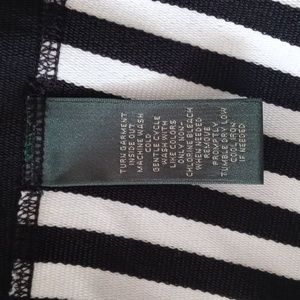 TURN GARMENT
INSIDE OUT
MACHINE WASH
COLD
GENTLE CYCLE
WASH WITH
LIKE COLORS
ONLY NON-
CHLORINE BLEACH
WHEN NEEDED
REMOVE
PROMPTLY
TUMBLE DRY LOW
COOL IRON
IF NEEDED